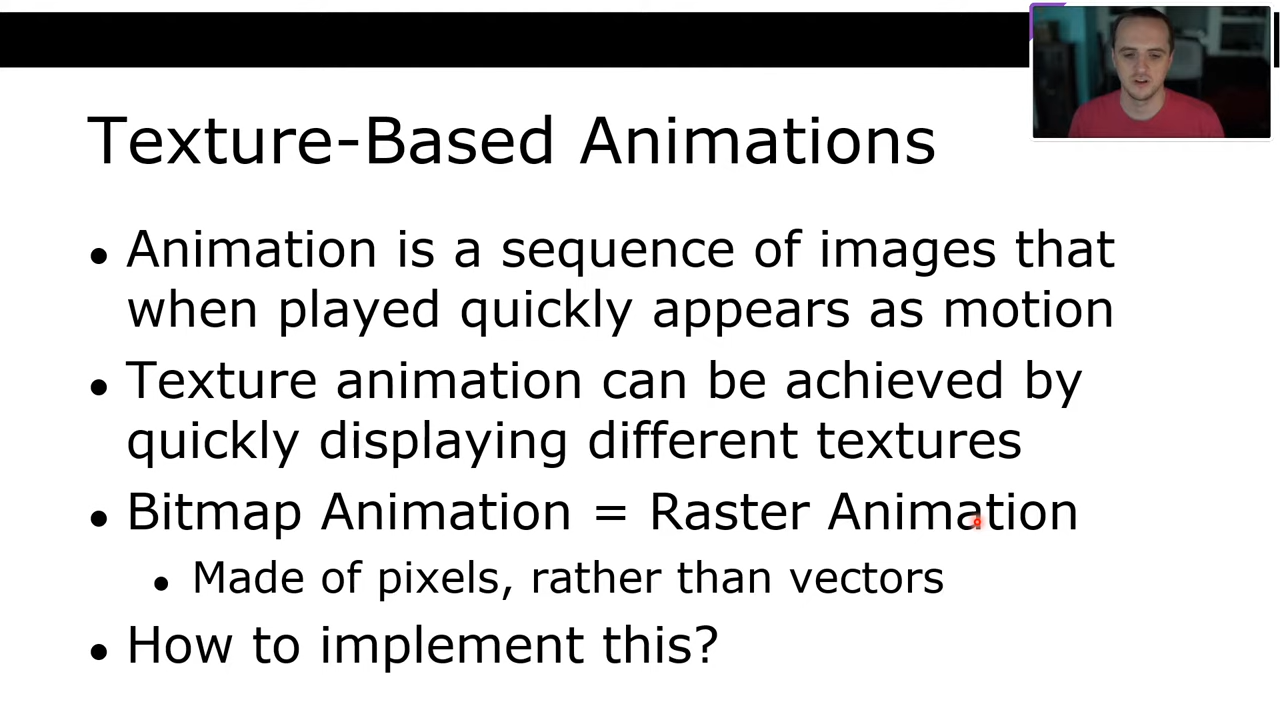 Texture-Based Animations
● Animation is a sequence of images that
when played quickly appears as motion
● Texture animation can be achieved by
quickly displaying different textures
● Bitmap Animation = Raster Animation
● Made of pixels, rather than vectors
● How to implement this?